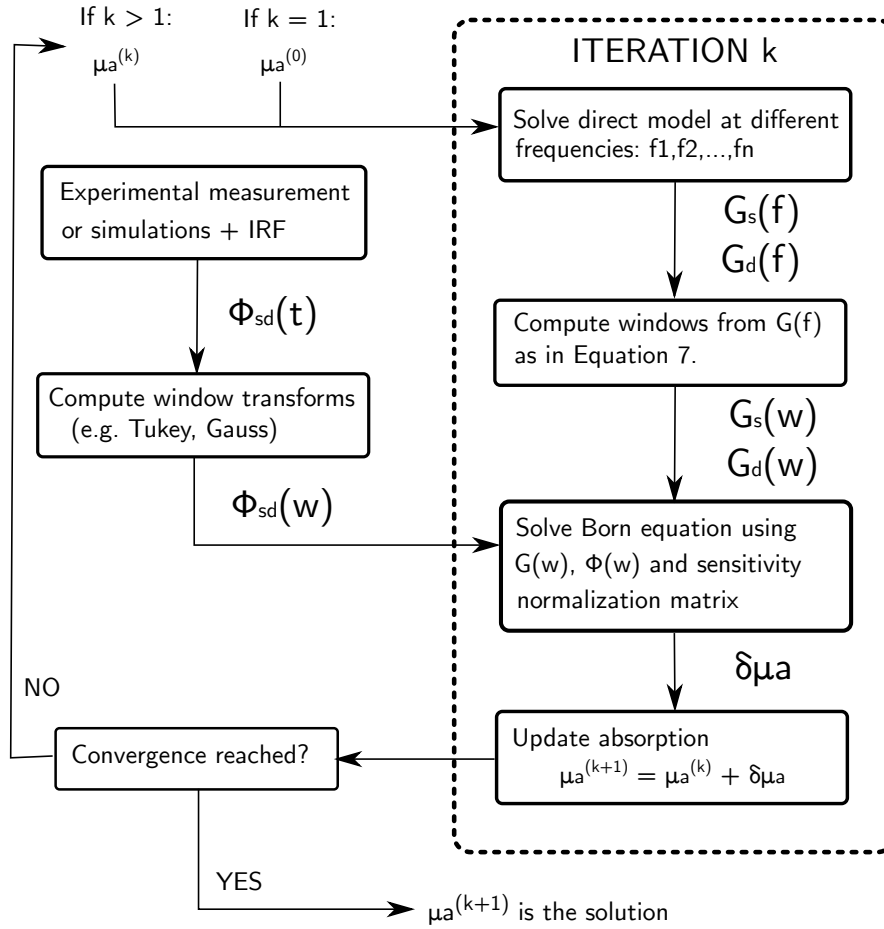 If k > 1:
If k = 1:
μa(k)
μa(0)
ITERATION k
Solve direct model at different
frequencies: f1,f2,...,fn
Experimental measurement
or simulations + IRF
Gs(f)
Gd(f)
Φsd(t)
Compute windows from G(f)
as in Equation 7.
Compute window transforms
(e.g. Tukey, Gauss)
Gs(w)
Gd(w)
Φsd(w)
Solve Born equation using
G(w), Φ(w) and sensitivity
normalization matrix
δμa
NO
Update absorption
μa(k+1) = μa(k) + δμa
Convergence reached?
YES
μa(k+1) is the solution